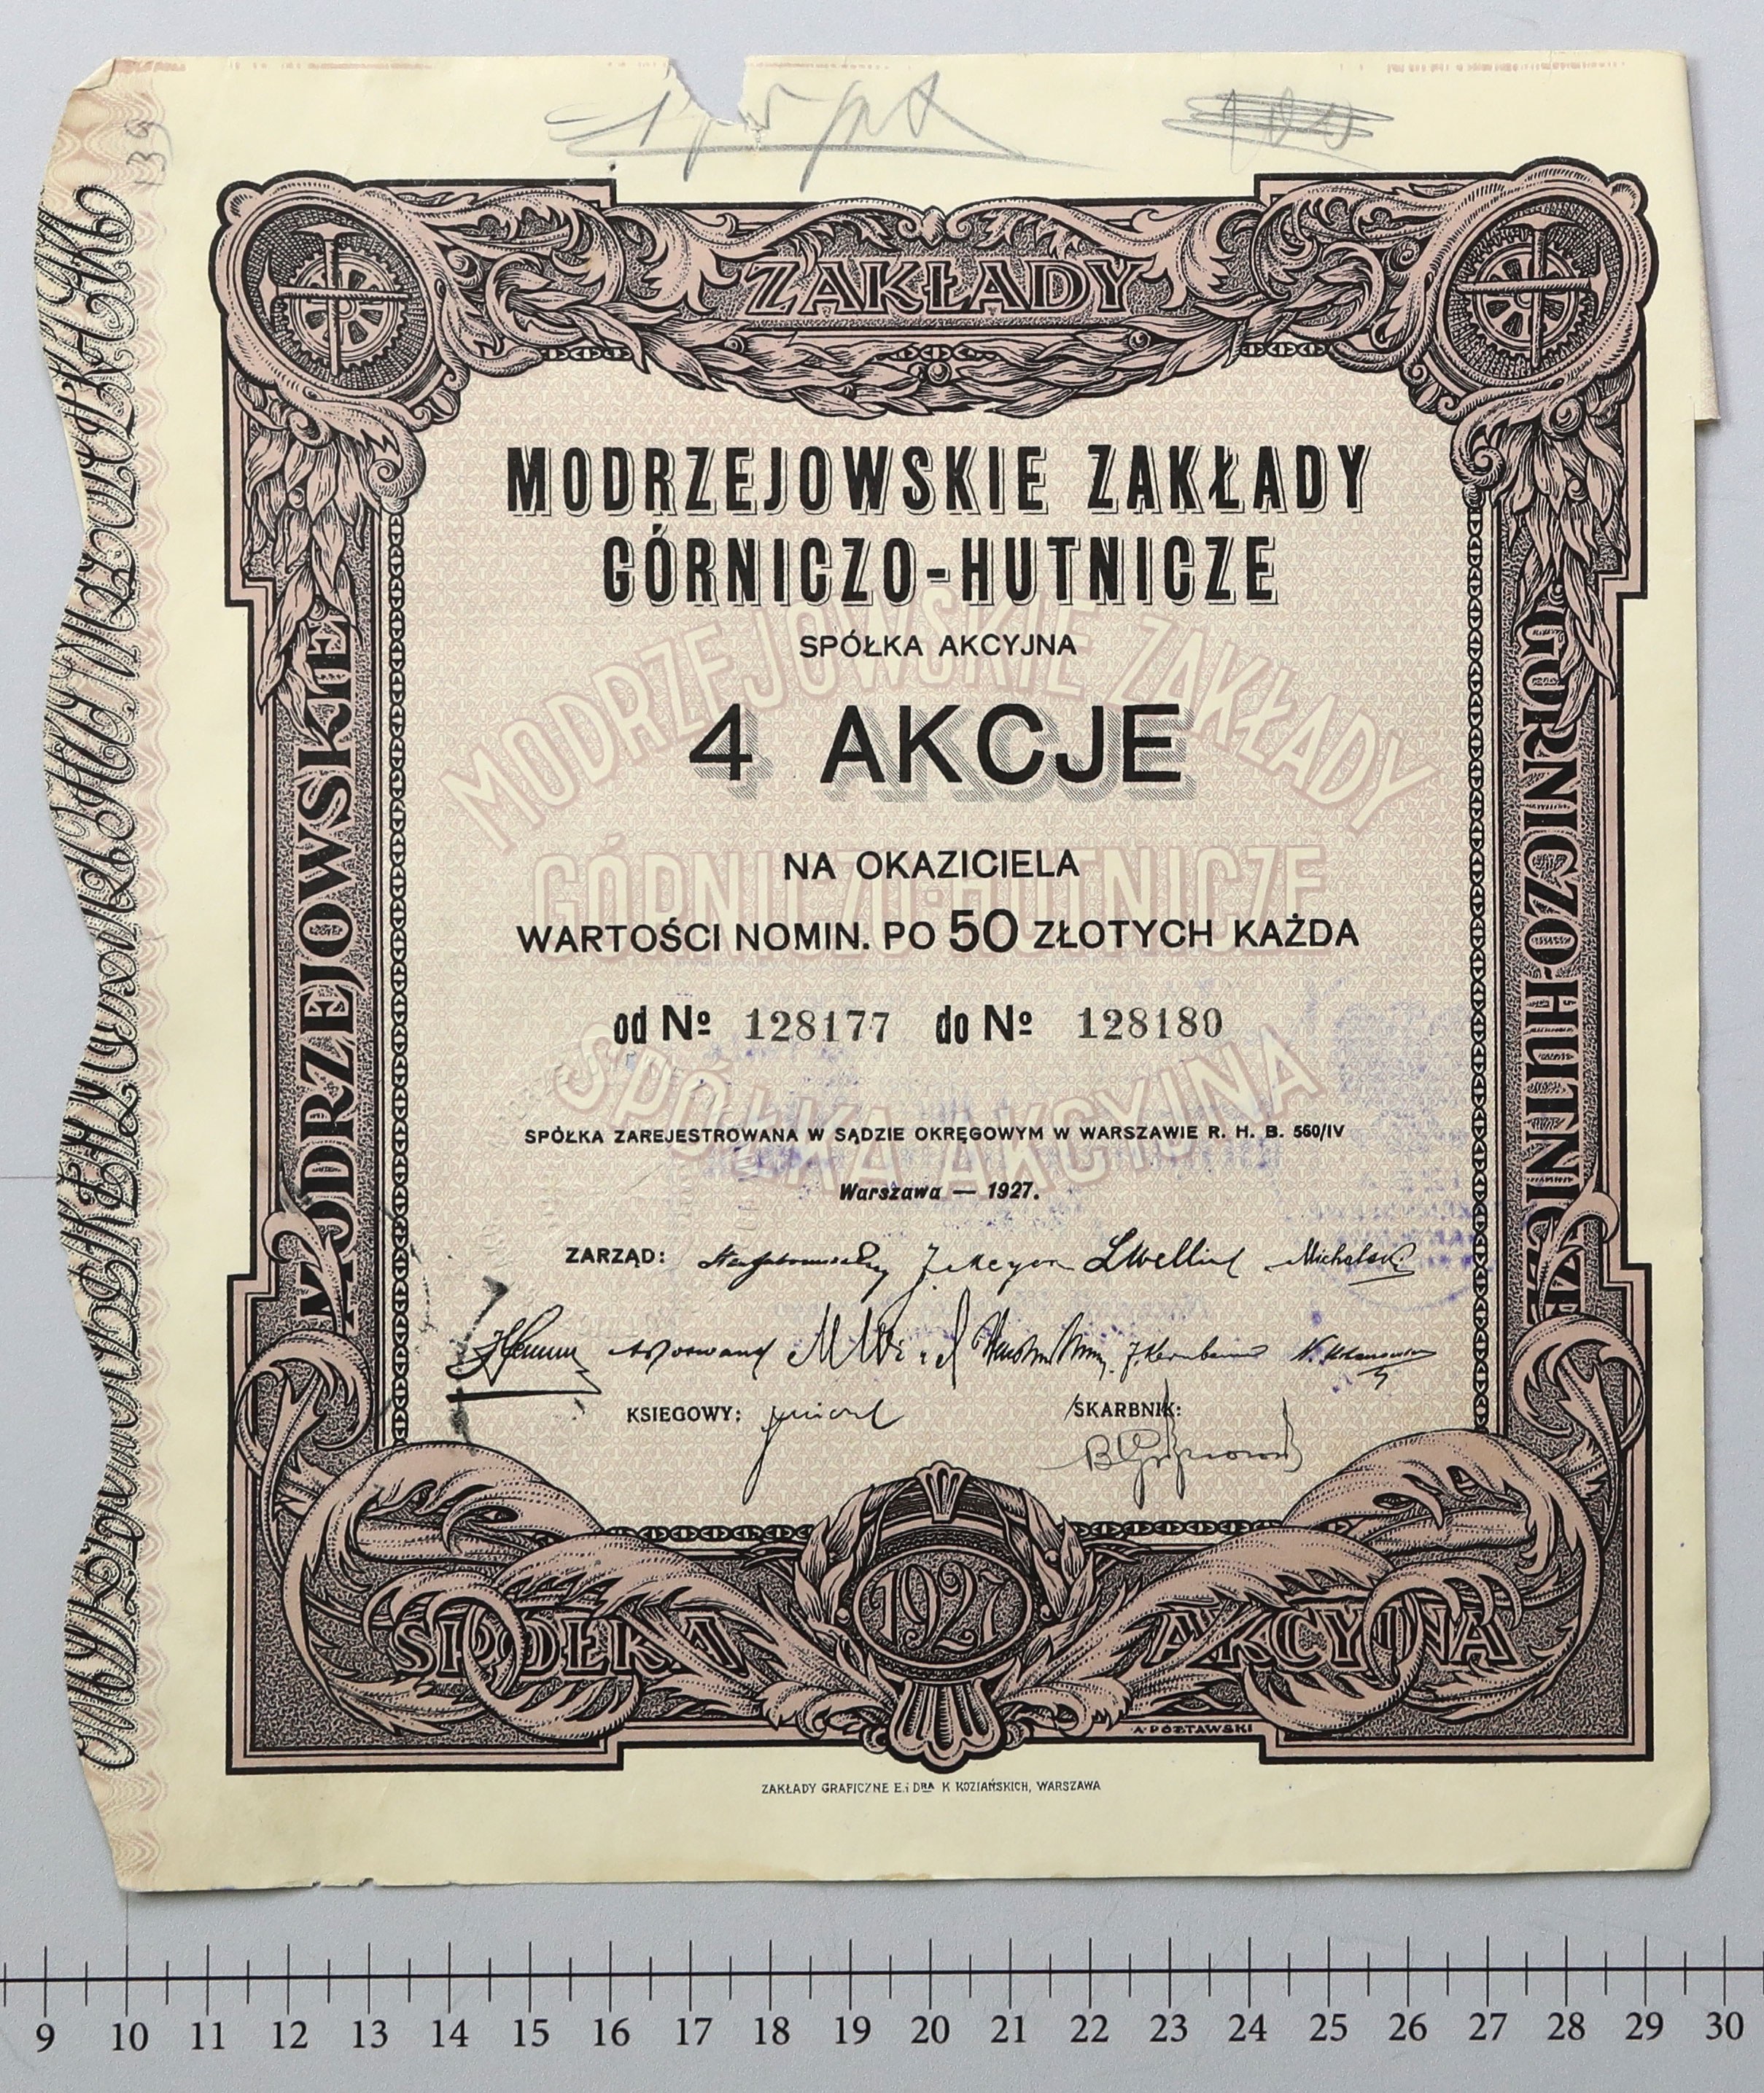 139
ZAKŁADY
MODRZEJOWSKIE
GÓRNICZO-HUTNICZE
MODRZEJOWSKIE ZAKŁADY
GÓRNICZO-HUTNICZE
SPÓŁKA AKCYJNA
MODRZEJOWSKIE ZAKŁADY
4 AKCJE
NA OKAZICIELA
GÓRNICZO-HUTNICZE
WARTOŚCI NOMIN. PO 50 ZŁOTYCH KAŻDA
od Nº 128177 do Nº 128180
SPÓŁKA AKCYJNA
SPÓŁKA ZAREJESTROWANA W SĄDZIE OKRĘGOWYM W WARSZAWIE R. H. B. 560/IV
Warszawa — 1927.
ZARZĄD:
Michalski
KSIEGOWY:
SKARBNIK:
1927
SPÓŁKA AKCYJNA
A. PÓŁTAWSKI
ZAKŁADY GRAFICZNE E. i DRA K KOZIAŃSKICH, WARSZAWA
9 10 11 12 13 14 15 16 17 18 19 20 21 22 23 24 25 26 27 28 29 30